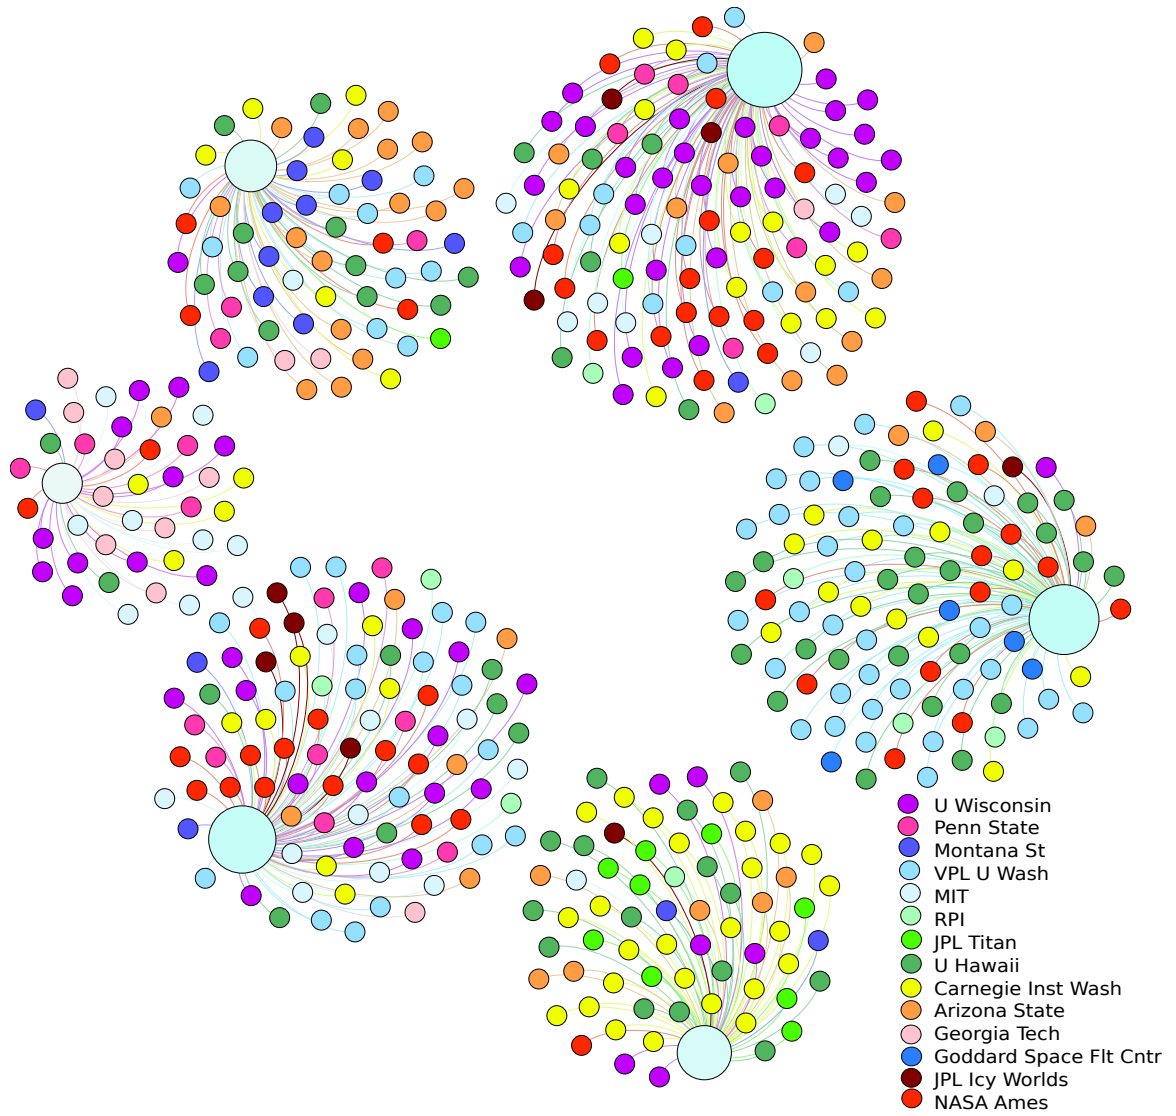 U Wisconsin
Penn State
Montana St
VPL U Wash
MIT
RPI
JPL Titan
U Hawaii
Carnegie Inst Wash
Arizona State
Georgia Tech
Goddard Space Flt Cntr
JPL Icy Worlds
NASA Ames